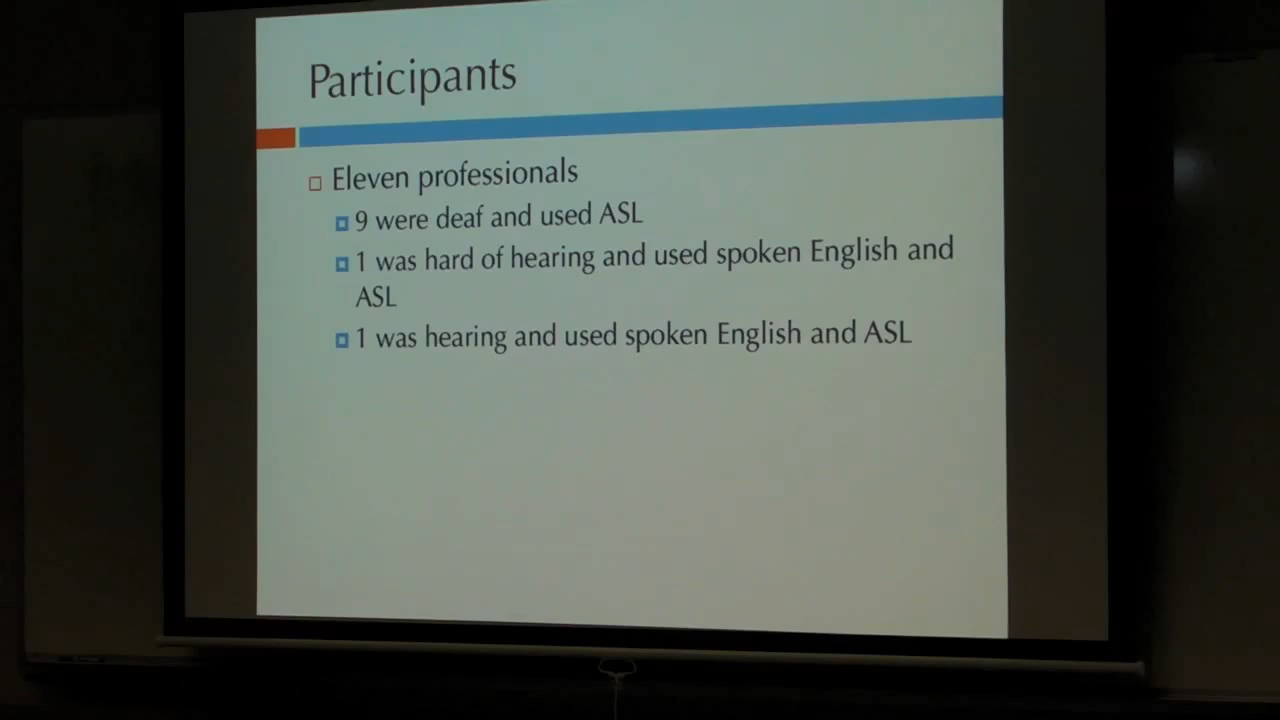 Participants
Eleven professionals
9 were deaf and used ASL
1 was hard of hearing and used spoken English and
ASL
1 was hearing and used spoken English and ASL